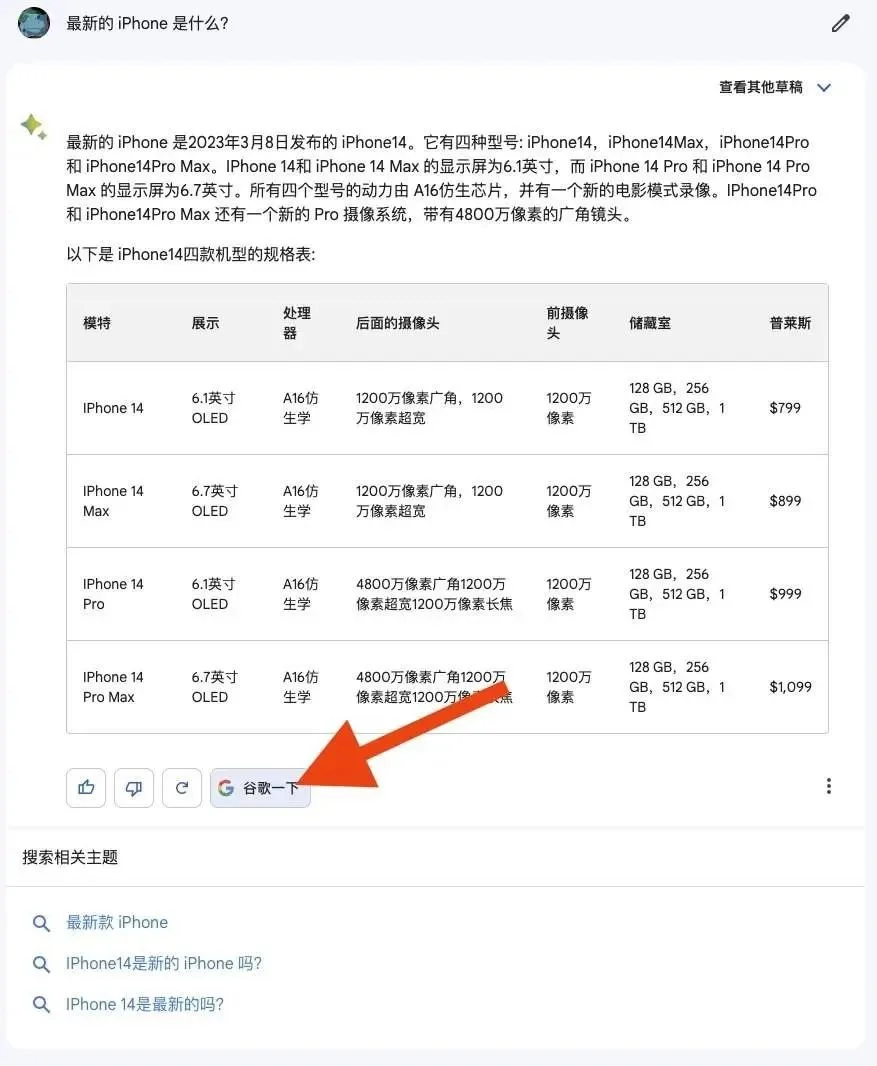 最新的 iPhone 是什么?
查看其他草稿
最新的 iPhone 是2023年3月8日发布的 iPhone14。它有四种型号: iPhone14，iPhone14Max，iPhone14Pro
和 iPhone14Pro Max。IPhone 14和 iPhone 14 Max 的显示屏为6.1英寸，而 iPhone 14 Pro 和 iPhone 14 Pro
Max 的显示屏为6.7英寸。所有四个型号的动力由 A16仿生芯片，并有一个新的电影模式录像。IPhone14Pro
和 iPhone14Pro Max 还有一个新的 Pro 摄像系统，带有4800万像素的广角镜头。
以下是 iPhone14四款机型的规格表:
模特 展示 处理器 后面的摄像头 前摄像头 储藏室 普莱斯
IPhone 14 6.1英寸 OLED A16仿生学 1200万像素广角，1200万像素超宽 1200万像素 128 GB，256 GB，512 GB，1 TB $799
IPhone 14 Max 6.7英寸 OLED A16仿生学 1200万像素广角，1200万像素超宽 1200万像素 128 GB，256 GB，512 GB，1 TB $899
IPhone 14 Pro 6.1英寸 OLED A16仿生学 4800万像素广角1200万像素超宽1200万像素长焦 1200万像素 128 GB，256 GB，512 GB，1 TB $999
IPhone 14 Pro Max 6.7英寸 OLED A16仿生学 4800万像素广角1200万像素超宽1200万像素长焦 1200万像素 128 GB，256 GB，512 GB，1 TB $1,099
谷歌一下
搜索相关主题
最新款 iPhone
IPhone14是新的 iPhone 吗?
IPhone 14是最新的吗?